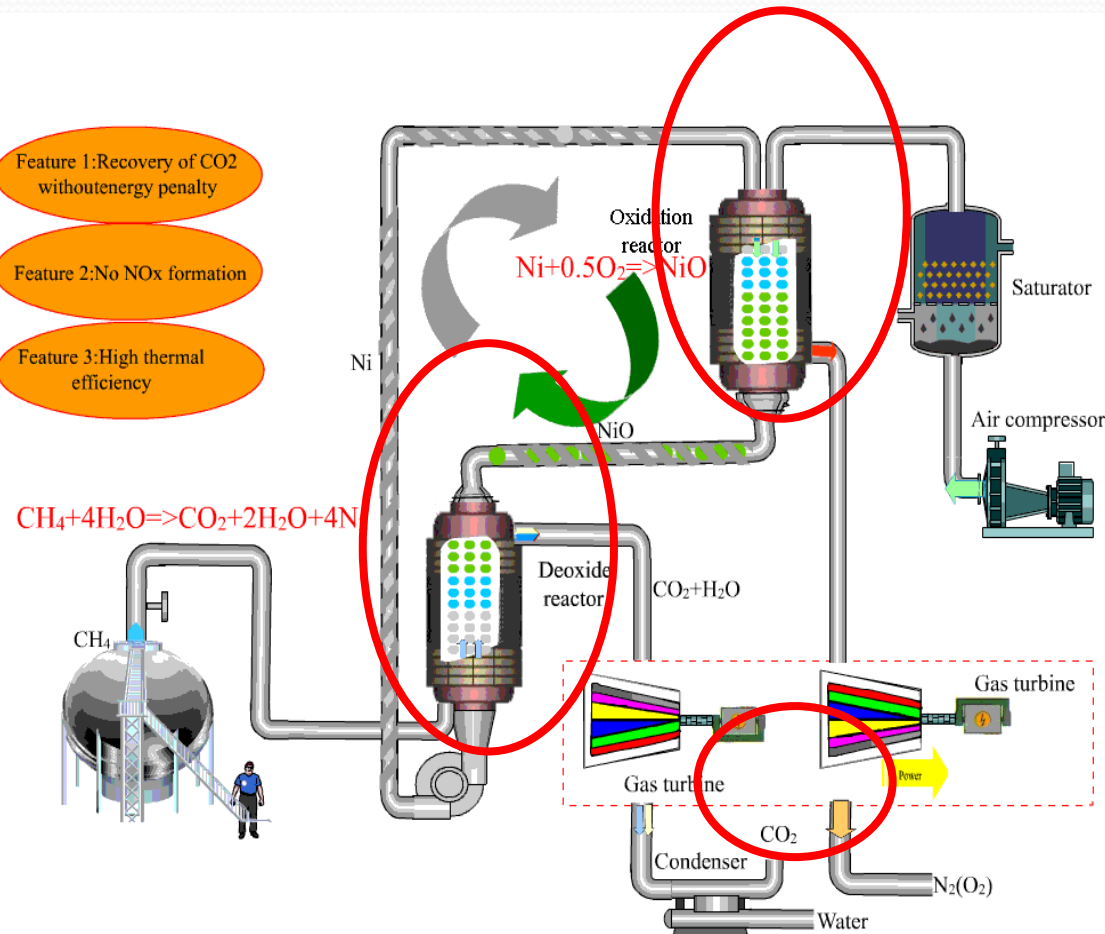 Feature 1:Recovery of CO2
withoutenergy penalty
Feature 2:No NOx formation
Feature 3:High thermal
efficiency
Oxidation
reactor
Ni+0.5O₂=>NiO
Saturator
Ni
Air compressor
NiO
CH₄+4H₂O=>CO₂+2H₂O+4N
Deoxide
reactor
CO₂+H₂O
CH₄
Gas turbine
Power
Gas turbine
CO₂
Condenser
N₂(O₂)
Water